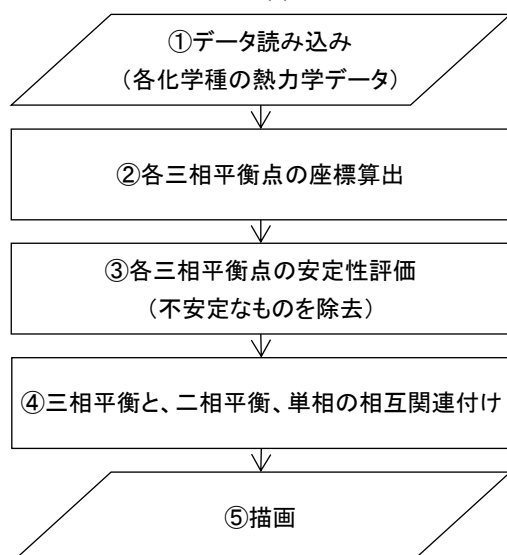 ①データ読み込み
（各化学種の熱力学データ）
②各三相平衡点の座標算出
③各三相平衡点の安定性評価
（不安定なものを除去）
④三相平衡と、二相平衡、単相の相互関連付け
⑤描画